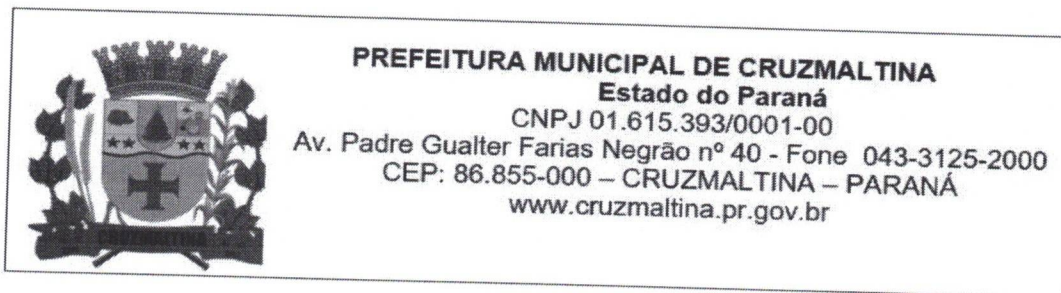 PREFEITURA MUNICIPAL DE CRUZMALTINA
Estado do Paraná
CNPJ 01.615.393/0001-00
Av. Padre Gualter Farias Negrão nº 40 - Fone 043-3125-2000
CEP: 86.855-000 – CRUZMALTINA – PARANÁ
www.cruzmaltina.pr.gov.br
CRUZMALTINA